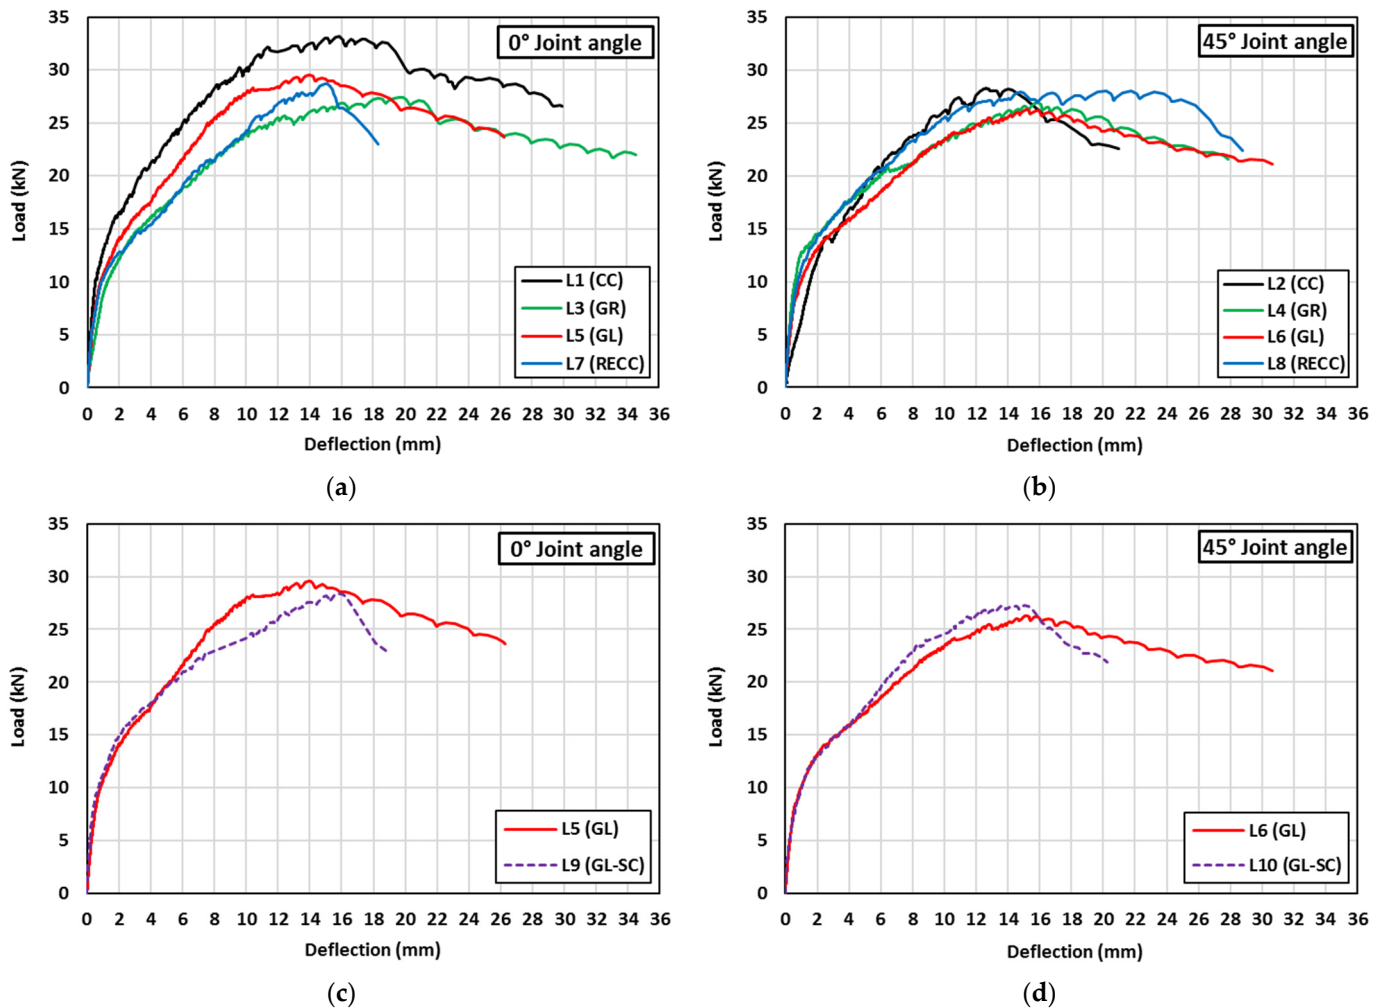 35
30
25
20
15
10
5
0
Load (kN)
0° Joint angle
L1 (CC)
L3 (GR)
L5 (GL)
L7 (RECC)
0 2 4 6 8 10 12 14 16 18 20 22 24 26 28 30 32 34 36
Deflection (mm)
(a)
35
30
25
20
15
10
5
0
Load (kN)
45° Joint angle
L2 (CC)
L4 (GR)
L6 (GL)
L8 (RECC)
0 2 4 6 8 10 12 14 16 18 20 22 24 26 28 30 32 34 36
Deflection (mm)
(b)
35
30
25
20
15
10
5
0
Load (kN)
0° Joint angle
L5 (GL)
L9 (GL-SC)
0 2 4 6 8 10 12 14 16 18 20 22 24 26 28 30 32 34 36
Deflection (mm)
(c)
35
30
25
20
15
10
5
0
Load (kN)
45° Joint angle
L6 (GL)
L10 (GL-SC)
0 2 4 6 8 10 12 14 16 18 20 22 24 26 28 30 32 34 36
Deflection (mm)
(d)